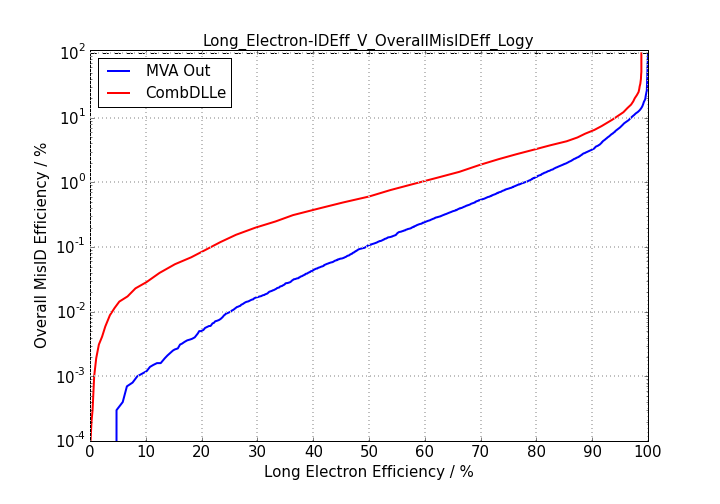 Long_Electron-IDEff_V_OverallMisIDEff_Logy
MVA Out
CombDLLe
Overall MisID Efficiency / %
10^2
10^1
10^0
10^-1
10^-2
10^-3
10^-4
0 10 20 30 40 50 60 70 80 90 100
Long Electron Efficiency / %